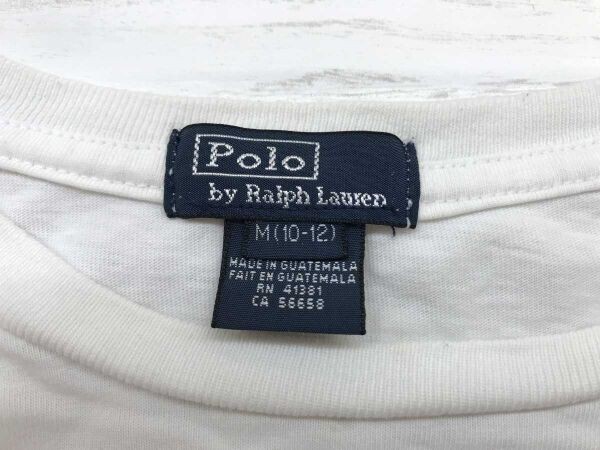 Polo
by Ralph Lauren
M(10-12)
MADE IN GUATEMALA
FAIT EN GUATEMALA
RN 41381
CA 56658